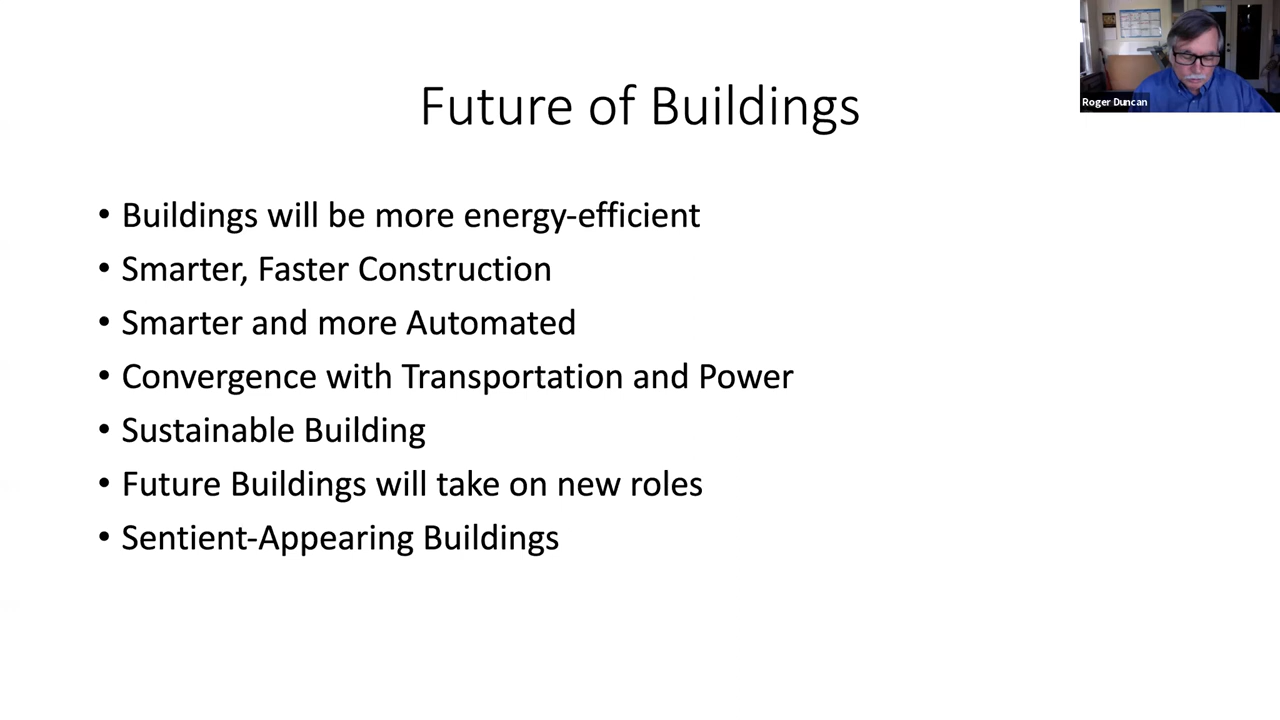 Future of Buildings
• Buildings will be more energy-efficient
• Smarter, Faster Construction
• Smarter and more Automated
• Convergence with Transportation and Power
• Sustainable Building
• Future Buildings will take on new roles
• Sentient-Appearing Buildings
Roger Duncan